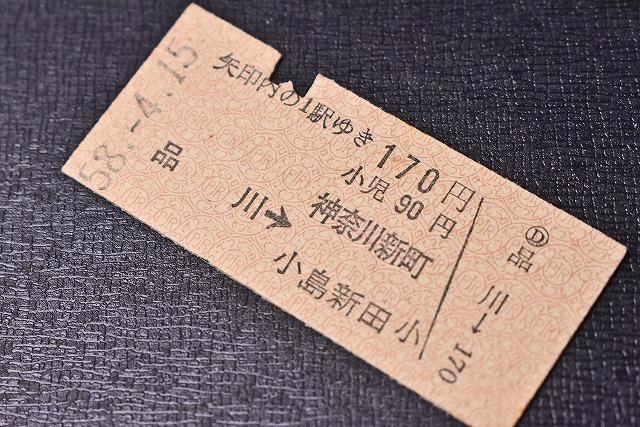 58.-4.15
矢印内の1駅ゆき
170円
小児 90円
品川→
神奈川新町
小島新田
小
Ⓓ
品川→170